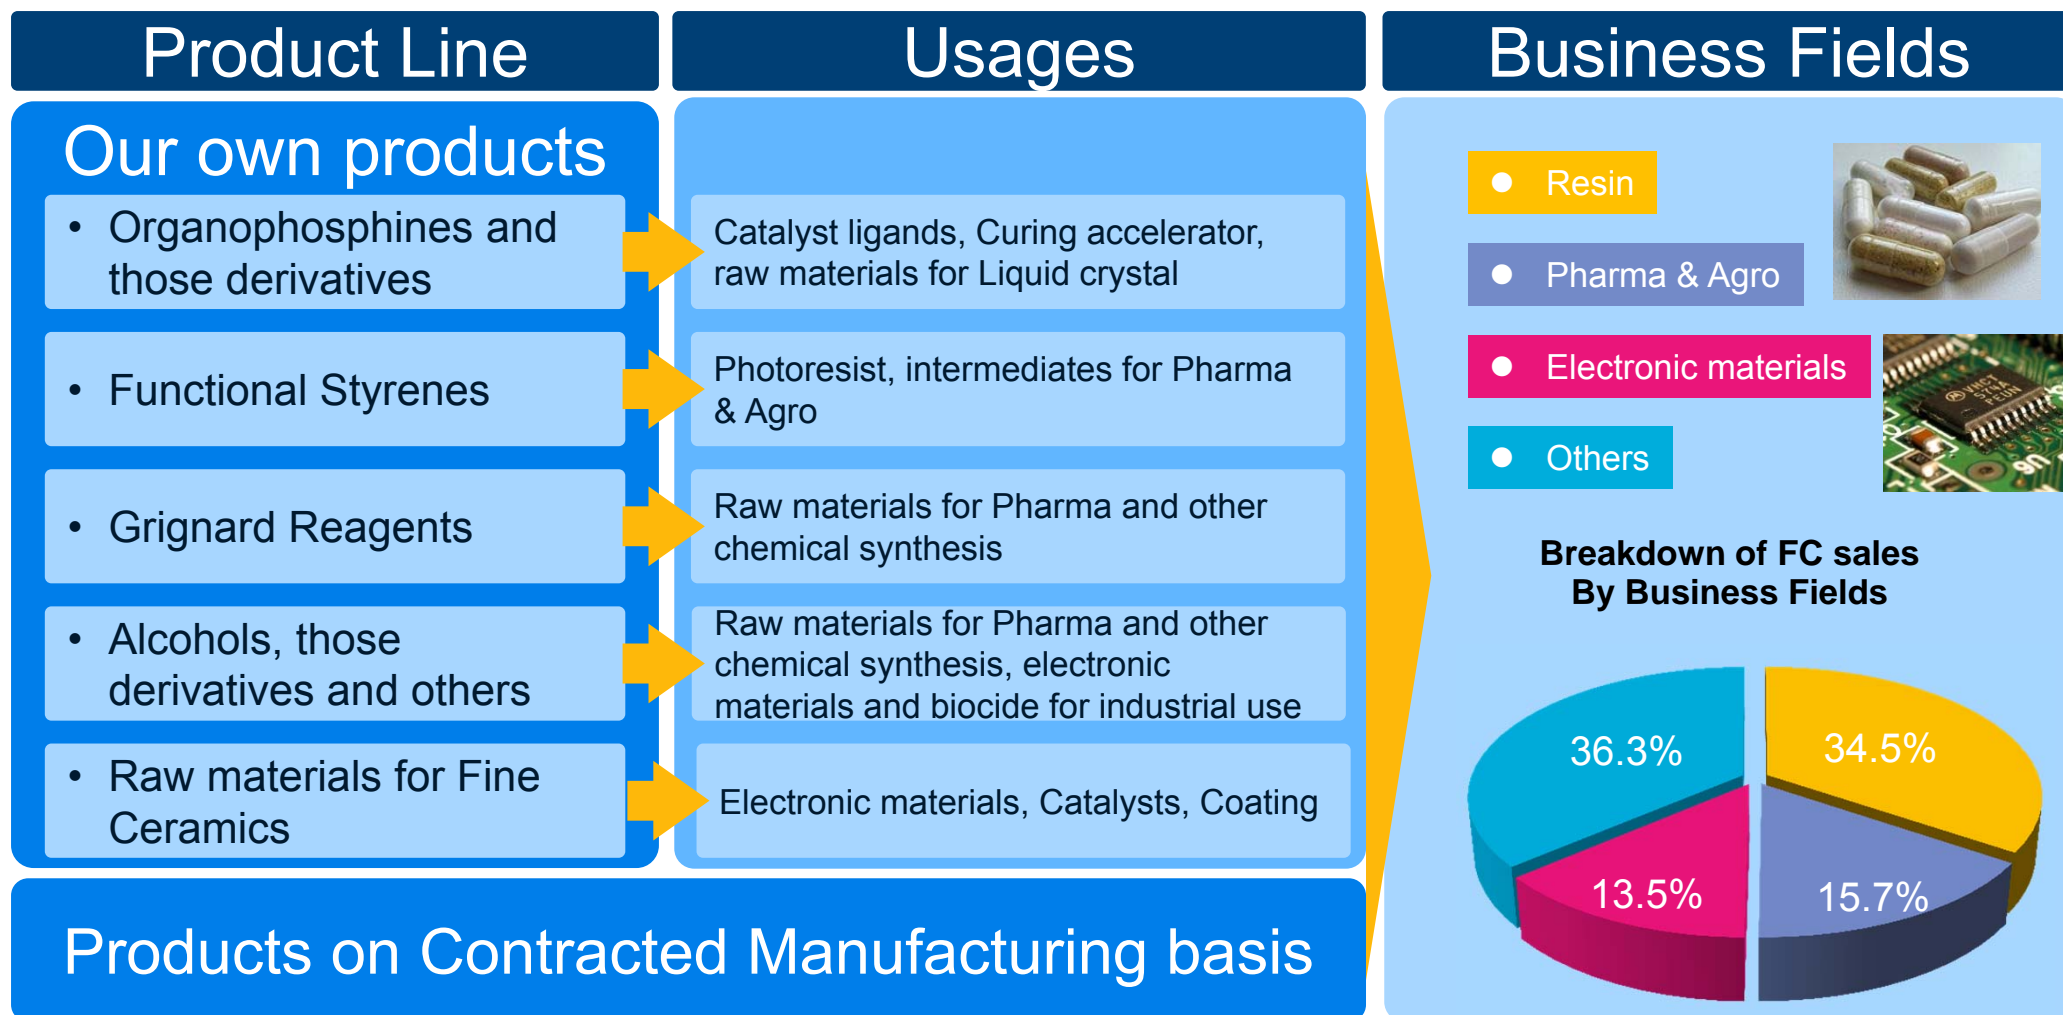 Product Line
Usages
Business Fields
Our own products
• Organophosphines and
those derivatives
Catalyst ligands, Curing accelerator,
raw materials for Liquid crystal
• Functional Styrenes
Photoresist, intermediates for Pharma
& Agro
• Grignard Reagents
Raw materials for Pharma and other
chemical synthesis
• Alcohols, those
derivatives and others
Raw materials for Pharma and other
chemical synthesis, electronic
materials and biocide for industrial use
• Raw materials for Fine
Ceramics
Electronic materials, Catalysts, Coating
Products on Contracted Manufacturing basis
● Resin
● Pharma & Agro
● Electronic materials
● Others
U6
Breakdown of FC sales
By Business Fields
36.3%
34.5%
13.5%
15.7%